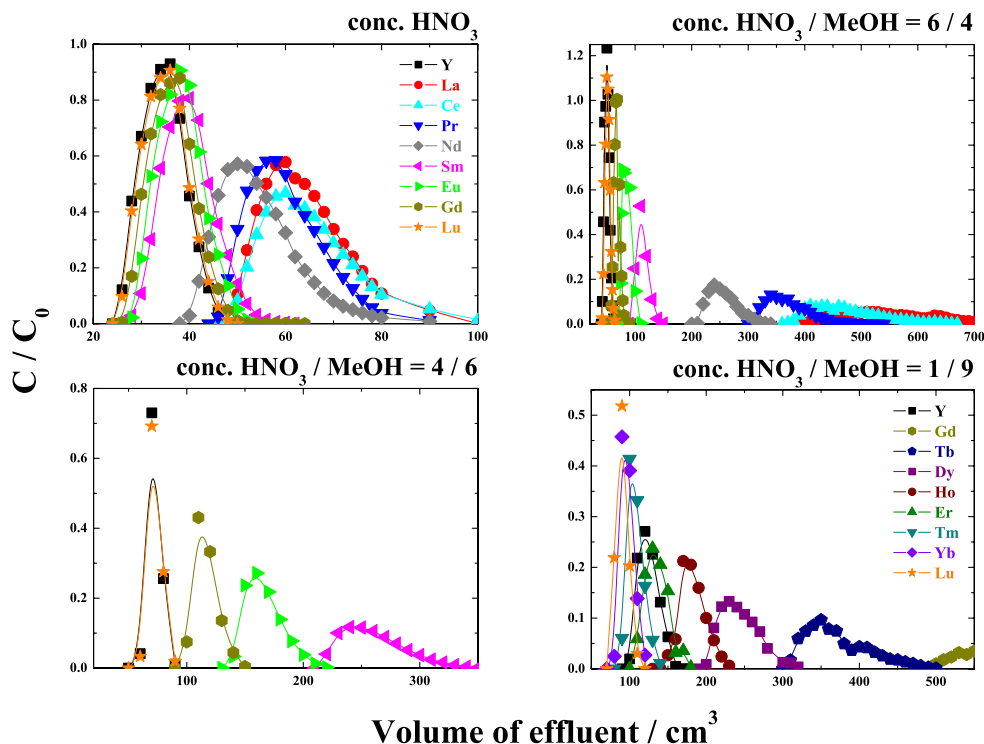 conc. HNO3
1.0
0.8
0.6
0.4
0.2
0.0
20 40 60 80 100
Y
La
Ce
Pr
Nd
Sm
Eu
Gd
Lu
conc. HNO3 / MeOH = 6 / 4
1.2
1.0
0.8
0.6
0.4
0.2
0.0
100 200 300 400 500 600 700
C / C0
conc. HNO3 / MeOH = 4 / 6
0.8
0.6
0.4
0.2
0.0
100 200 300
conc. HNO3 / MeOH = 1 / 9
0.5
0.4
0.3
0.2
0.1
0.0
100 200 300 400 500
Y
Gd
Tb
Dy
Ho
Er
Tm
Yb
Lu
Volume of effluent / cm3